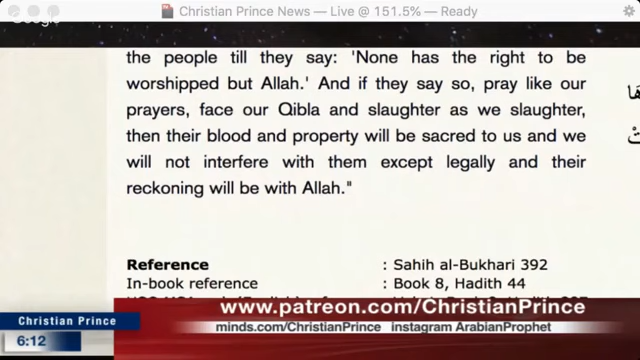 Christian Prince News — Live @ 151.5% — Ready
Google
the people till they say: 'None has the right to be
worshipped but Allah.' And if they say so, pray like our
prayers, face our Qibla and slaughter as we slaughter,
then their blood and property will be sacred to us and we
will not interfere with them except legally and their
reckoning will be with Allah."
Reference : Sahih al-Bukhari 392
In-book reference : Book 8, Hadith 44
www.patreon.com/ChristianPrince
Christian Prince
minds.com/ChristianPrince instagram ArabianProphet
6:12